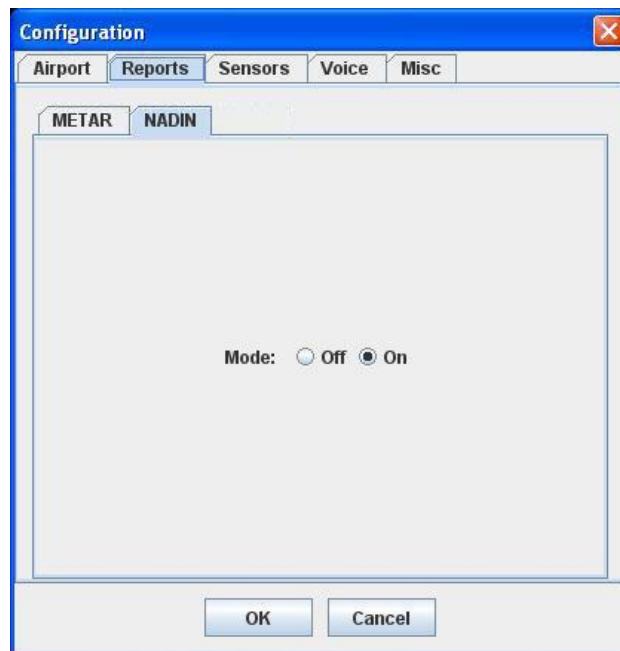 Configuration
Airport Reports Sensors Voice Misc
METAR NADIN
Mode: Off On
OK Cancel